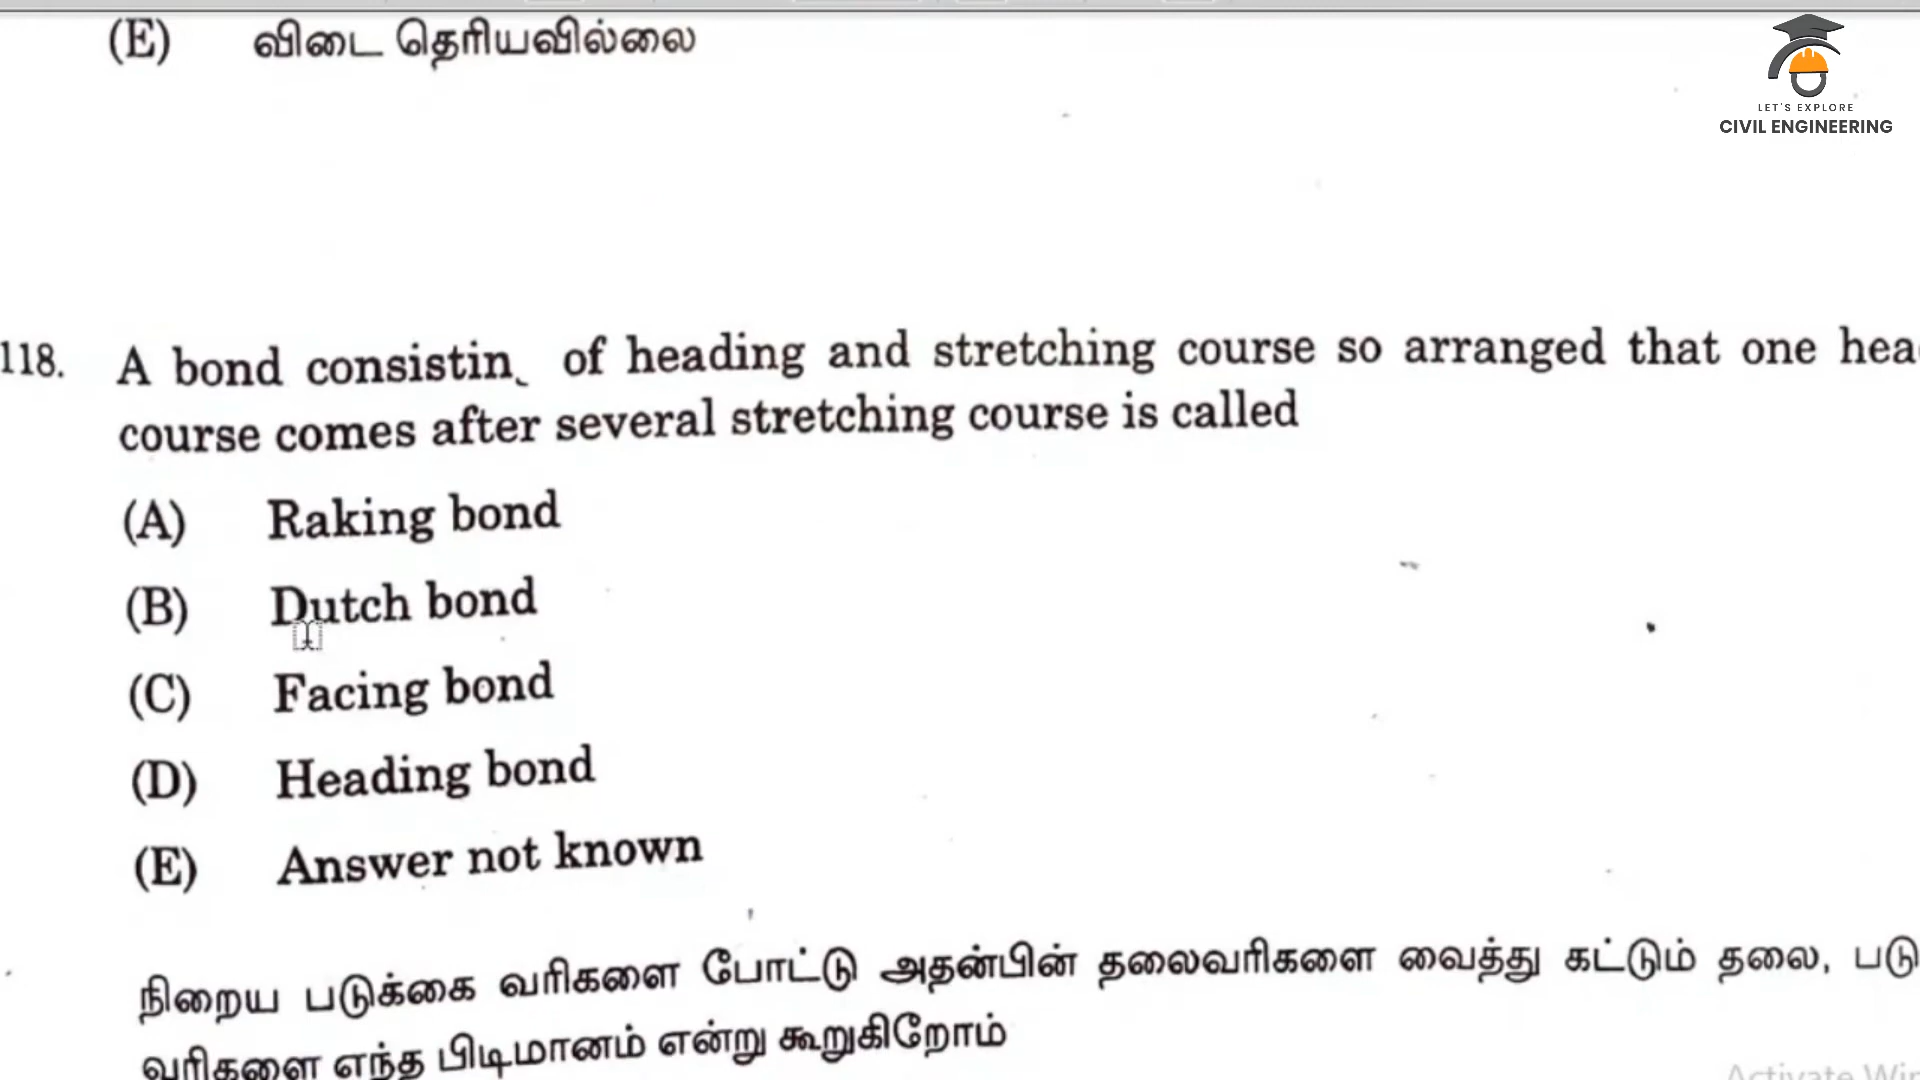 (E) விடை தெரியவில்லை
LET'S EXPLORE
CIVIL ENGINEERING
118. A bond consistin of heading and stretching course so arranged that one hea
course comes after several stretching course is called
(A) Raking bond
(B) Dutch bond
(C) Facing bond
(D) Heading bond
(E) Answer not known
நிறைய படுக்கை வரிகளை போட்டு அதன்பின் தலைவரிகளை வைத்து கட்டும் தலை, படு
வரிகளை எந்த பிடிமானம் என்று கூறுகிறோம்
Activate Win